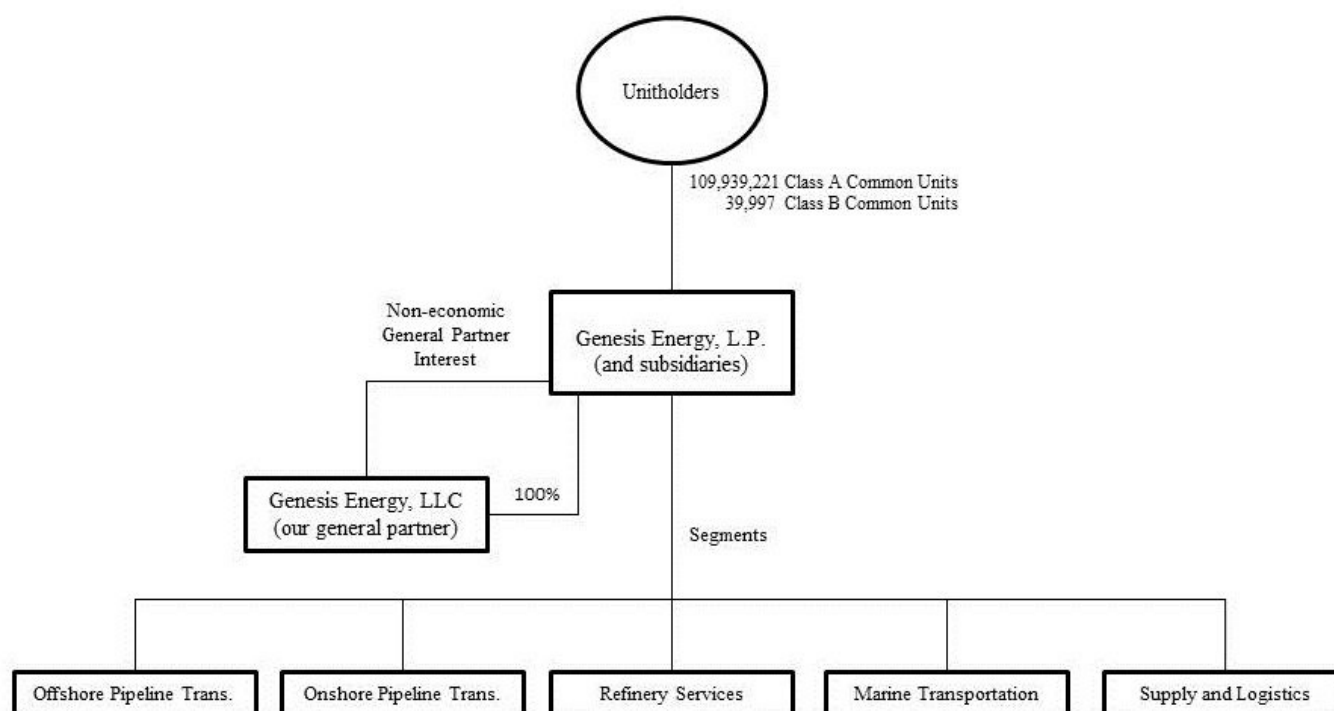 Unitholders
109,939,221 Class A Common Units
39,997 Class B Common Units
Non-economic
General Partner
Interest
Genesis Energy, L.P.
(and subsidiaries)
Genesis Energy, LLC
(our general partner)
100%
Segments
Offshore Pipeline Trans.
Onshore Pipeline Trans.
Refinery Services
Marine Transportation
Supply and Logistics